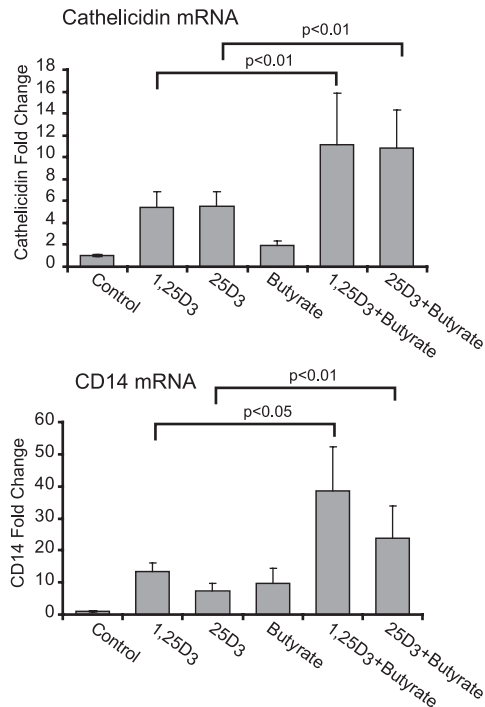 Cathelicidin mRNA
p<0.01
p<0.01
Cathelicidin Fold Change
18
16
14
12
10
8
6
4
2
0
Control
1,25D3
25D3
Butyrate
1,25D3+Butyrate
25D3+Butyrate
CD14 mRNA
p<0.01
p<0.05
CD14 Fold Change
60
50
40
30
20
10
0
Control
1,25D3
25D3
Butyrate
1,25D3+Butyrate
25D3+Butyrate